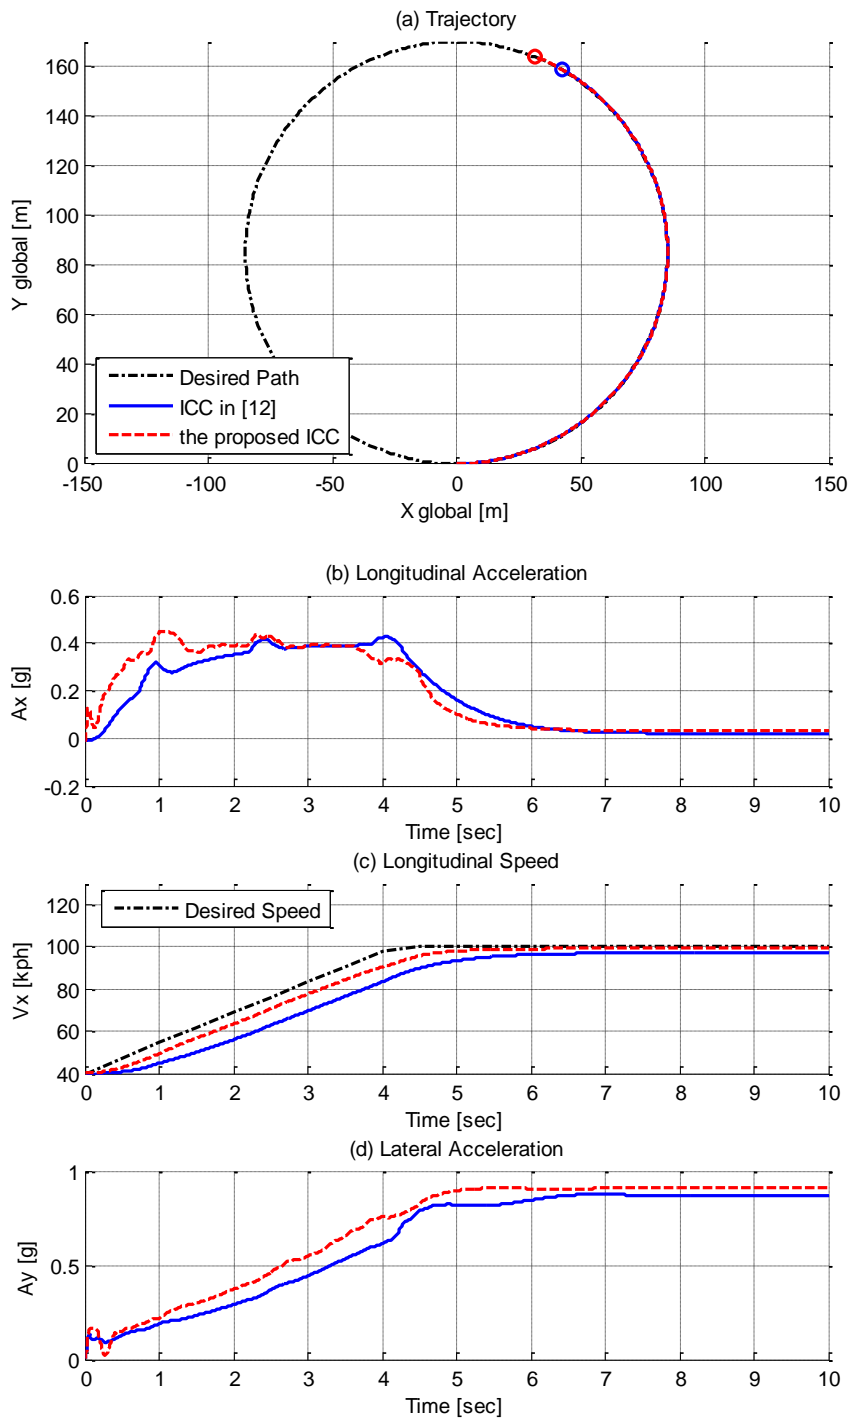 (a) Trajectory
160
140
120
100
80
60
40
20
0
Y global [m]
Desired Path
ICC in [12]
the proposed ICC
-150 -100 -50 0 50 100 150
X global [m]
(b) Longitudinal Acceleration
0.6
0.4
0.2
0
-0.2
Ax [g]
0 1 2 3 4 5 6 7 8 9 10
Time [sec]
(c) Longitudinal Speed
120
100
80
60
40
Vx [kph]
Desired Speed
0 1 2 3 4 5 6 7 8 9 10
Time [sec]
(d) Lateral Acceleration
1
0.5
0
Ay [g]
0 1 2 3 4 5 6 7 8 9 10
Time [sec]